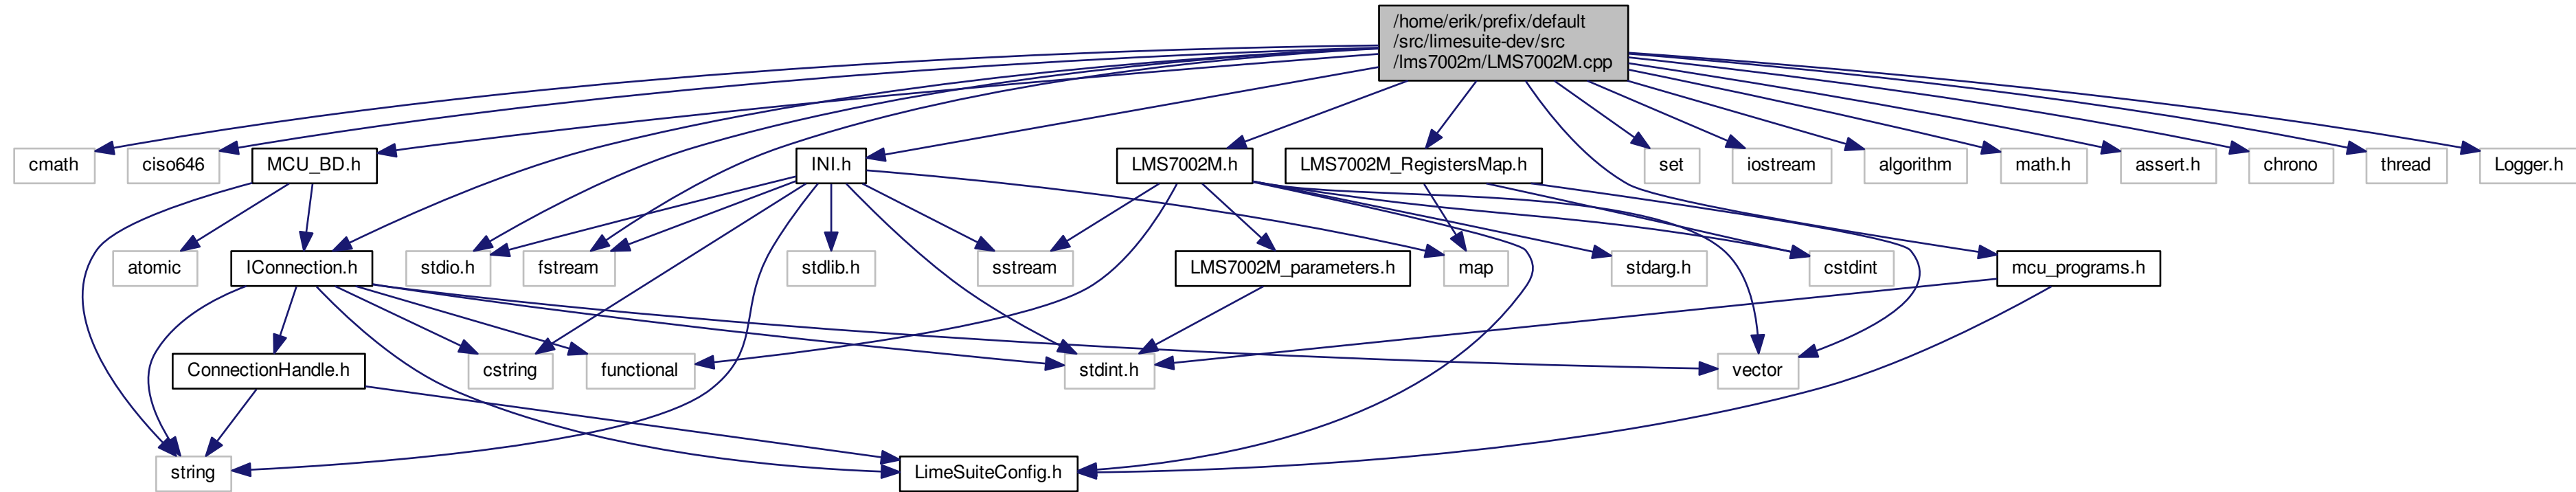 /home/erik/prefix/default
/src/limesuite-dev/src
/lms7002m/LMS7002M.cpp
cmath
ciso646
MCU_BD.h
INI.h
LMS7002M.h
LMS7002M_RegistersMap.h
set
iostream
algorithm
math.h
assert.h
chrono
thread
Logger.h
atomic
IConnection.h
stdio.h
fstream
stdlib.h
sstream
LMS7002M_parameters.h
map
stdarg.h
cstdint
mcu_programs.h
ConnectionHandle.h
cstring
functional
stdint.h
vector
string
LimeSuiteConfig.h